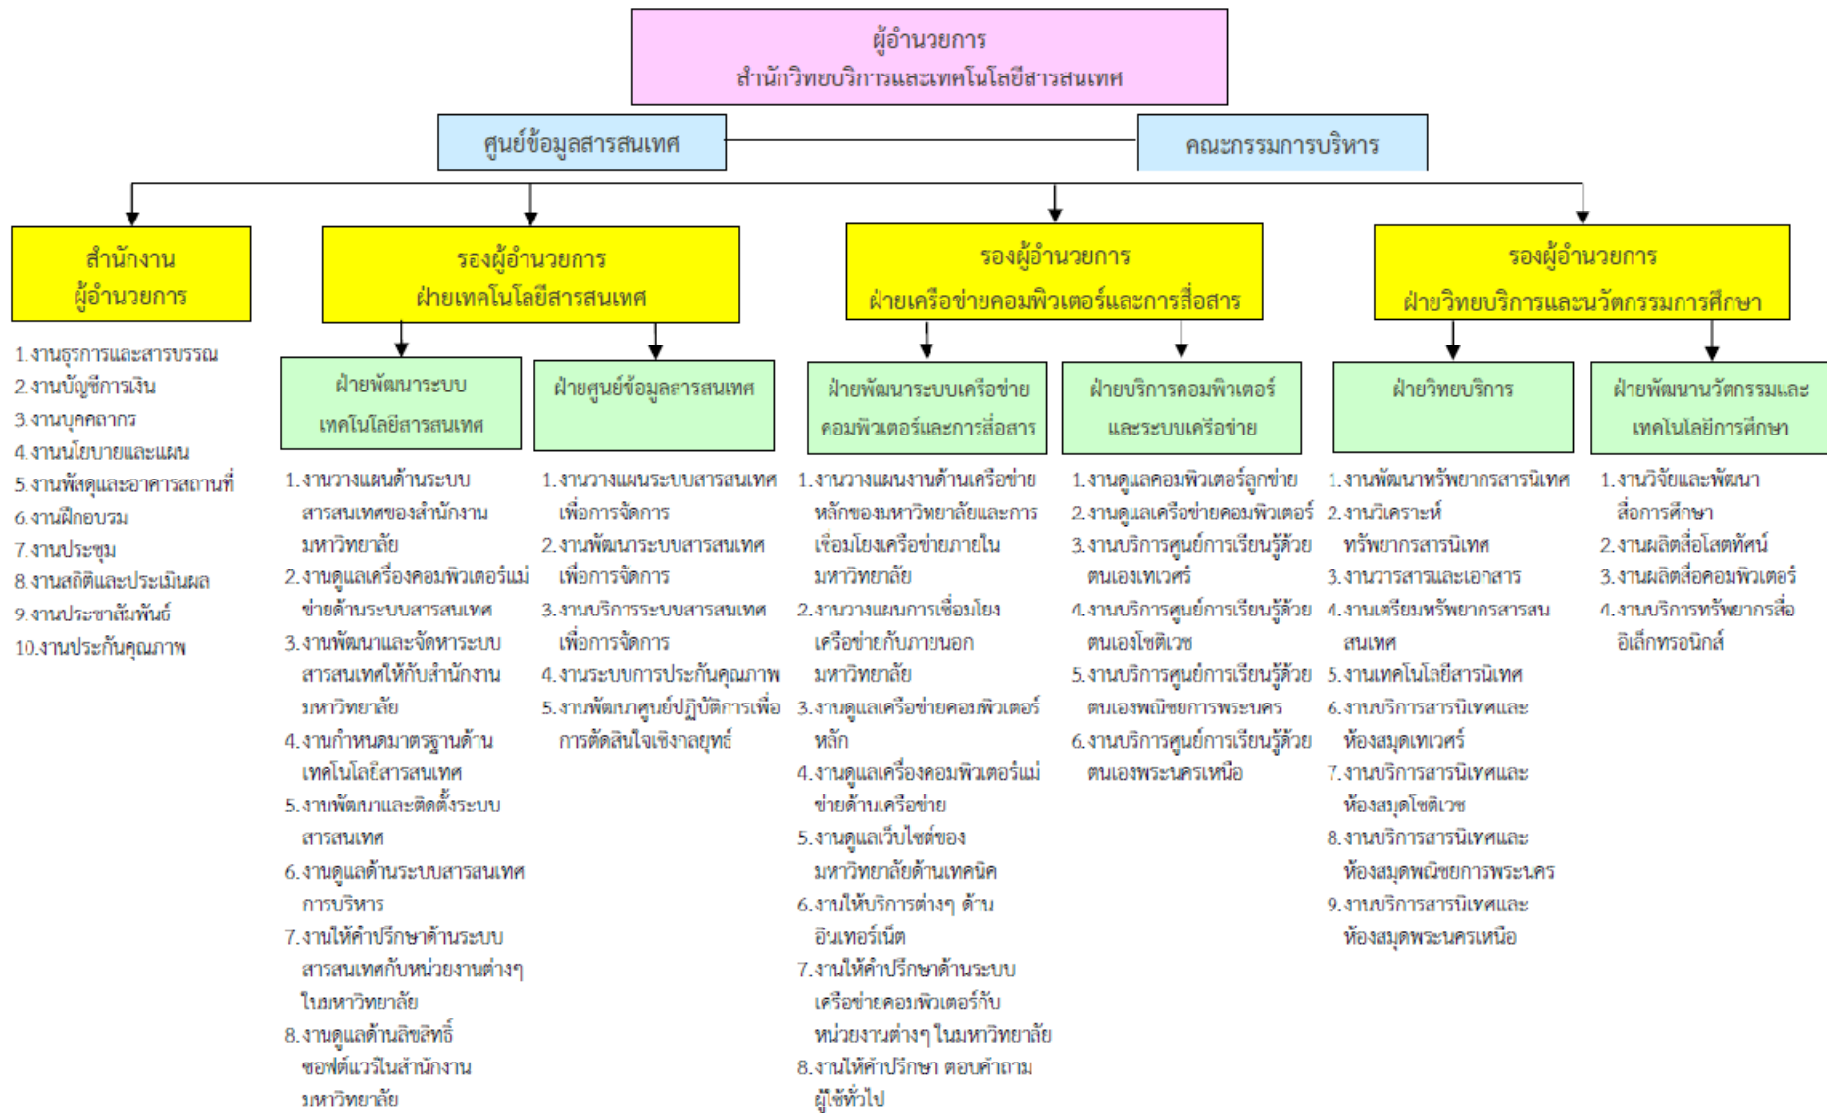 ผู้อำนวยการ
สำนักวิทยบริการและเทคโนโลยีสารสนเทศ
ศูนย์ข้อมูลสารสนเทศ
คณะกรรมการบริหาร
สำนักงาน
ผู้อำนวยการ
1.งานธุรการและสารบรรณ
2.งานบัญชีการเงิน
3.งานบุคคลากร
4.งานนโยบายและแผน
5.งานพัสดุและอาคารสถานที่
6.งานฝึกอบรม
7.งานประชุม
8.งานสถิติและประเมินผล
9.งานประชาสัมพันธ์
10.งานประกันคุณภาพ
รองผู้อำนวยการ
ฝ่ายเทคโนโลยีสารสนเทศ
ฝ่ายพัฒนาระบบ
เทคโนโลยีสารสนเทศ
1.งานวางแผนด้านระบบ
สารสนเทศของสำนักงาน
มหาวิทยาลัย
2.งานดูแลเครื่องคอมพิวเตอร์แม่
ข่ายด้านระบบสารสนเทศ
3.งานพัฒนาและจัดหาระบบ
สารสนเทศให้กับสำนักงาน
มหาวิทยาลัย
4.งานกำหนดมาตรฐานด้าน
เทคโนโลยีสารสนเทศ
5.งานพัฒนาและติดตั้งระบบ
สารสนเทศ
6.งานดูแลด้านระบบสารสนเทศ
การบริหาร
7.งานให้คำปรึกษาด้านระบบ
สารสนเทศกับหน่วยงานต่างๆ
ในมหาวิทยาลัย
8.งานดูแลด้านลิขสิทธิ์
ซอฟต์แวร์ในสำนักงาน
มหาวิทยาลัย
ฝ่ายศูนย์ข้อมูลสารสนเทศ
1.งานวางแผนระบบสารสนเทศ
เพื่อการจัดการ
2.งานพัฒนาระบบสารสนเทศ
เพื่อการจัดการ
3.งานบริการระบบสารสนเทศ
เพื่อการจัดการ
4.งานระบบการประกันคุณภาพ
5.งานพัฒนาศูนย์ปฏิบัติการเพื่อ
การตัดสินใจเชิงกลยุทธ์
รองผู้อำนวยการ
ฝ่ายเครือข่ายคอมพิวเตอร์และการสื่อสาร
ฝ่ายพัฒนาระบบเครือข่าย
คอมพิวเตอร์และการสื่อสาร
1.งานวางแผนงานด้านเครือข่าย
หลักของมหาวิทยาลัยและการ
เชื่อมโยงเครือข่ายภายใน
มหาวิทยาลัย
2.งานวางแผนการเชื่อมโยง
เครือข่ายกับภายนอก
มหาวิทยาลัย
3.งานดูแลเครือข่ายคอมพิวเตอร์
หลัก
4.งานดูแลเครื่องคอมพิวเตอร์แม่
ข่ายด้านเครือข่าย
5.งานดูแลเว็บไซต์ของ
มหาวิทยาลัยด้านเทคนิค
6.งานให้บริการต่างๆ ด้าน
อินเทอร์เน็ต
7.งานให้คำปรึกษาด้านระบบ
เครือข่ายคอมพิวเตอร์กับ
หน่วยงานต่างๆ ในมหาวิทยาลัย
8.งานให้คำปรึกษา ตอบคำถาม
ผู้ใช้ทั่วไป
ฝ่ายบริการคอมพิวเตอร์
และระบบเครือข่าย
1.งานดูแลคอมพิวเตอร์ลูกข่าย
2.งานดูแลเครือข่ายคอมพิวเตอร์
3.งานบริการศูนย์การเรียนรู้ด้วย
ตนเองเทเวศร์
4.งานบริการศูนย์การเรียนรู้ด้วย
ตนเองโชติเวช
5.งานบริการศูนย์การเรียนรู้ด้วย
ตนเองพณิชยการพระนคร
6.งานบริการศูนย์การเรียนรู้ด้วย
ตนเองพระนครเหนือ
รองผู้อำนวยการ
ฝ่ายวิทยบริการและนวัตกรรมการศึกษา
ฝ่ายวิทยบริการ
1.งานพัฒนาทรัพยากรสารนิเทศ
2.งานวิเคราะห์
ทรัพยากรสารนิเทศ
3.งานวารสารและเอกสาร
4.งานเตรียมทรัพยากรสารสน
สนเทศ
5.งานเทคโนโลยีสารนิเทศ
6.งานบริการสารนิเทศและ
ห้องสมุดเทเวศร์
7.งานบริการสารนิเทศและ
ห้องสมุดโชติเวช
8.งานบริการสารนิเทศและ
ห้องสมุดพณิชยการพระนคร
9.งานบริการสารนิเทศและ
ห้องสมุดพระนครเหนือ
ฝ่ายพัฒนานวัตกรรมและ
เทคโนโลยีการศึกษา
1.งานวิจัยและพัฒนา
สื่อการศึกษา
2.งานผลิตสื่อโสตทัศน์
3.งานผลิตสื่อคอมพิวเตอร์
4.งานบริการทรัพยากรสื่อ
อิเล็กทรอนิกส์